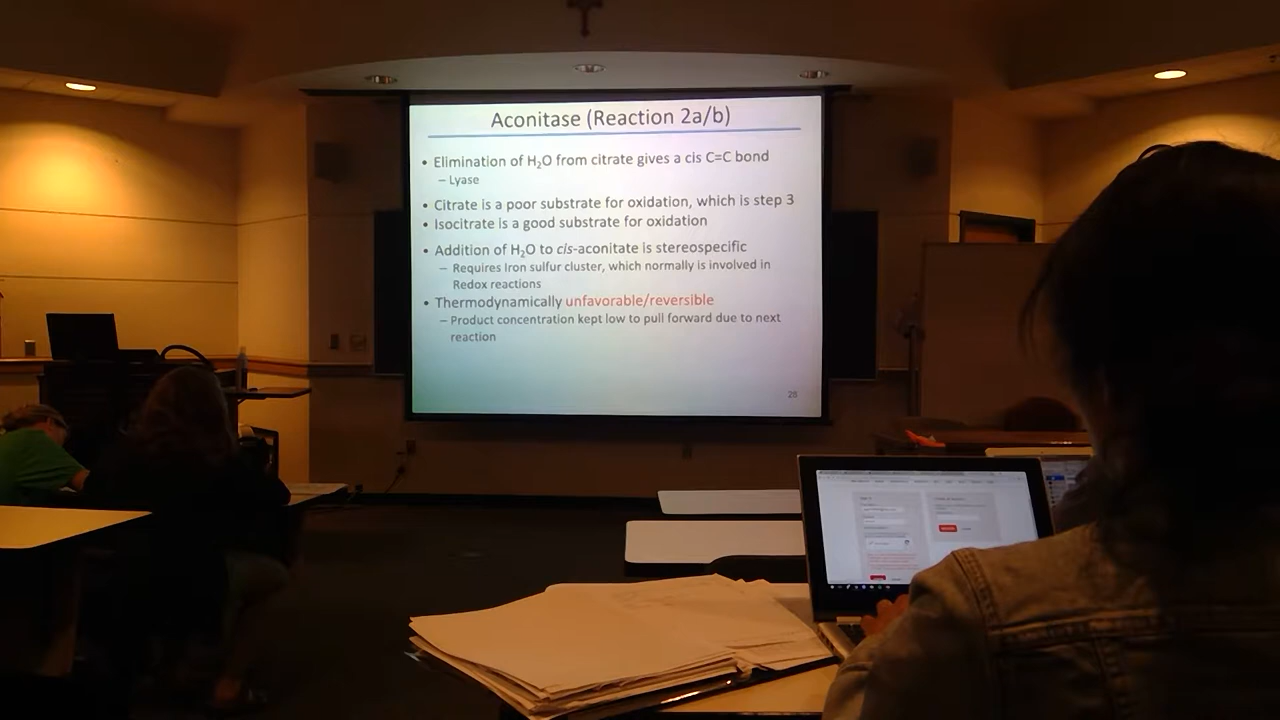 Aconitase (Reaction 2a/b)
• Elimination of H₂O from citrate gives a cis C=C bond
– Lyase
• Citrate is a poor substrate for oxidation, which is step 3
• Isocitrate is a good substrate for oxidation
• Addition of H₂O to cis-aconitate is stereospecific
– Requires Iron sulfur cluster, which normally is involved in
Redox reactions
• Thermodynamically unfavorable/reversible
– Product concentration kept low to pull forward due to next
reaction